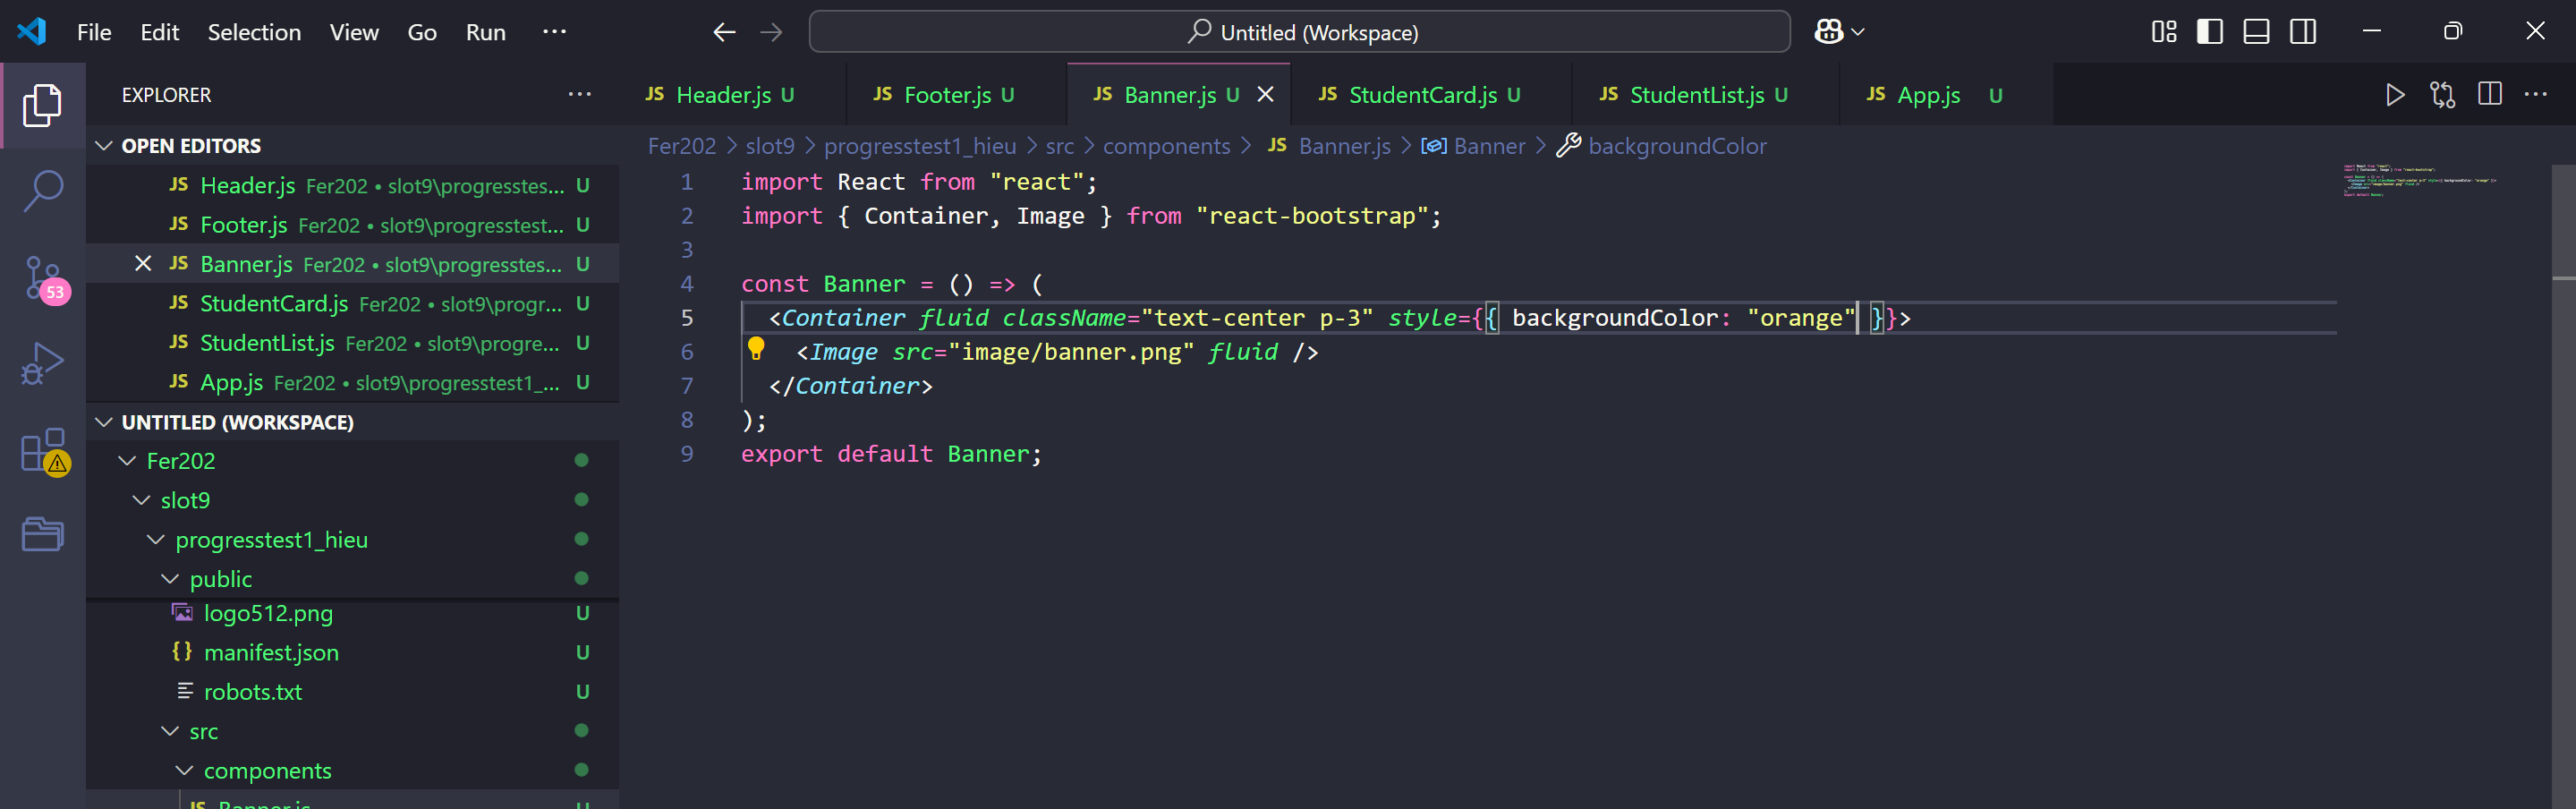 File Edit Selection View Go Run ···
Untitled (Workspace)
EXPLORER
OPEN EDITORS
JS Header.js Fer202 • slot9\progresstes... U
JS Footer.js Fer202 • slot9\progresstest... U
JS Banner.js Fer202 • slot9\progresstes... U
JS StudentCard.js Fer202 • slot9\progr... U
JS StudentList.js Fer202 • slot9\progre... U
JS App.js Fer202 • slot9\progresstest1_... U
53
UNTITLED (WORKSPACE)
Fer202
slot9
progresstest1_hieu
public
logo512.png U
{} manifest.json U
robots.txt U
src
components
JS Banner.js U
JS Header.js U JS Footer.js U JS Banner.js U JS StudentCard.js U JS StudentList.js U JS App.js U
Fer202 > slot9 > progresstest1_hieu > src > components > JS Banner.js > Banner > backgroundColor
1 import React from "react";
2 import { Container, Image } from "react-bootstrap";
3
4 const Banner = () => (
5 <Container fluid className="text-center p-3" style={{ backgroundColor: "orange" }}>
6 <Image src="image/banner.png" fluid />
7 </Container>
8 );
9 export default Banner;